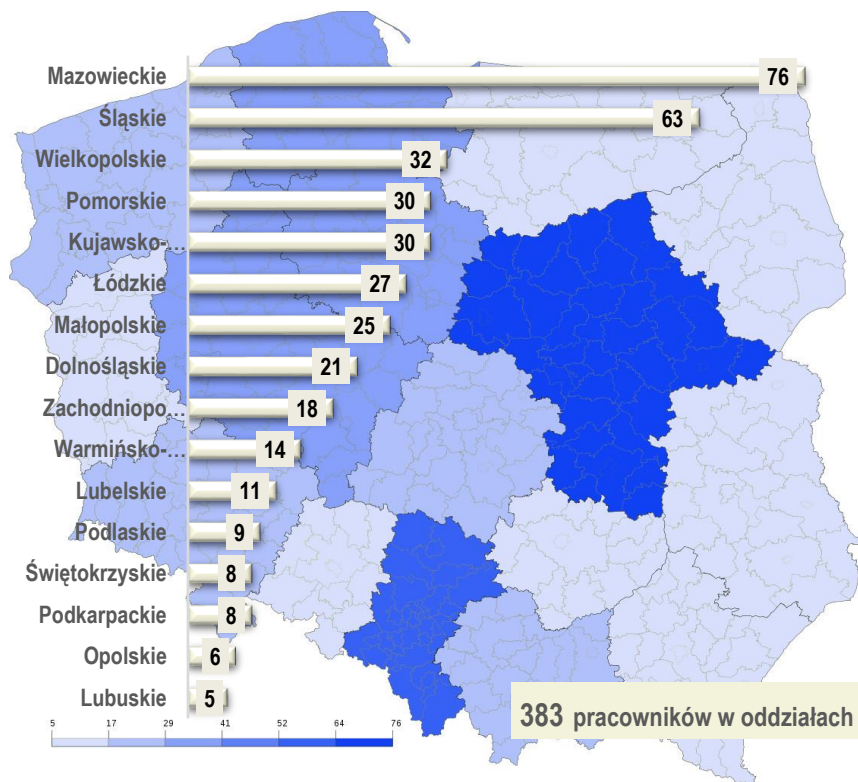 Mazowieckie 76
Śląskie 63
Wielkopolskie 32
Pomorskie 30
Kujawsko-... 30
Łódzkie 27
Małopolskie 25
Dolnośląskie 21
Zachodniopo... 18
Warmińsko-... 14
Lubelskie 11
Podlaskie 9
Świętokrzyskie 8
Podkarpackie 8
Opolskie 6
Lubuskie 5
5 17 29 41 52 64 76
383 pracowników w oddziałach